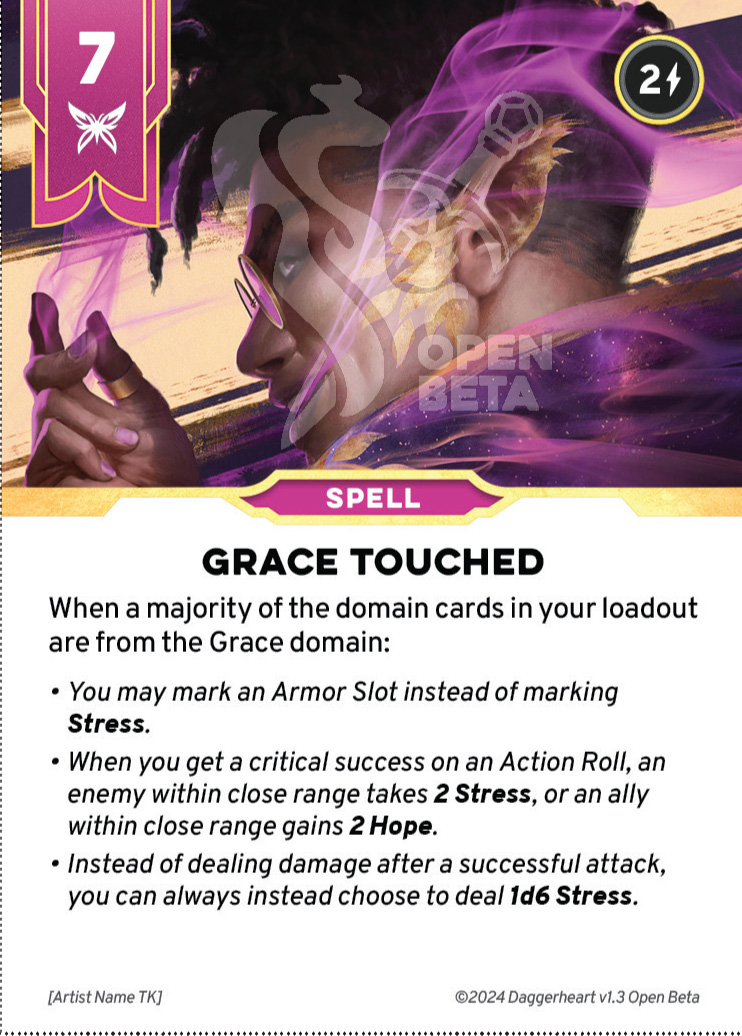 7
2
OPEN
BETA
SPELL
GRACE TOUCHED
When a majority of the domain cards in your loadout
are from the Grace domain:
• You may mark an Armor Slot instead of marking
Stress.
• When you get a critical success on an Action Roll, an
enemy within close range takes 2 Stress, or an ally
within close range gains 2 Hope.
• Instead of dealing damage after a successful attack,
you can always instead choose to deal 1d6 Stress.
[Artist Name TK]
©2024 Daggerheart v1.3 Open Beta